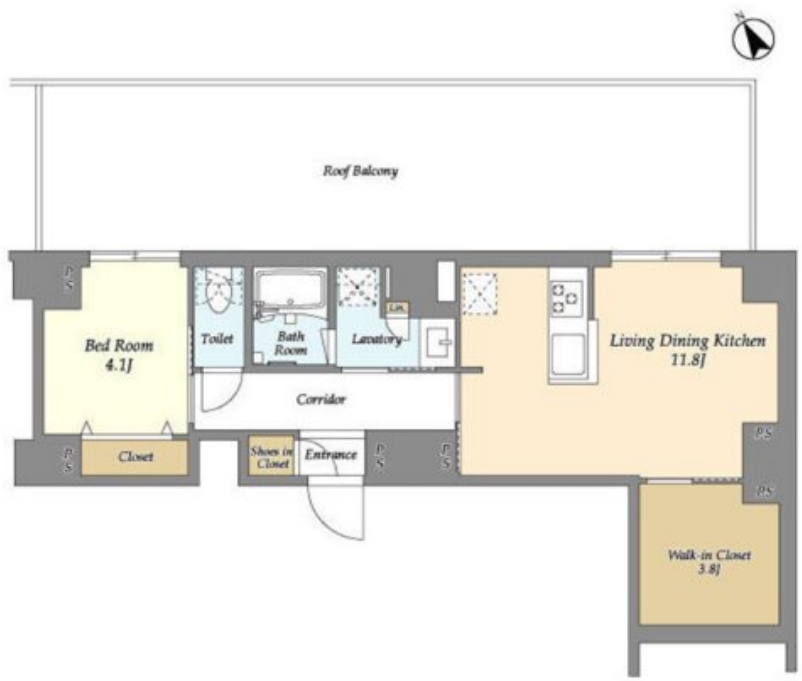 N
Roof Balcony
PS
Bed Room
4.1J
Toilet
Bath
Room
Lin.
Lavatory
Living Dining Kitchen
11.8J
Corridor
PS
Closet
Shoes in
Closet
Entrance
PS
PS
PS
PS
Walk-in Closet
3.8J